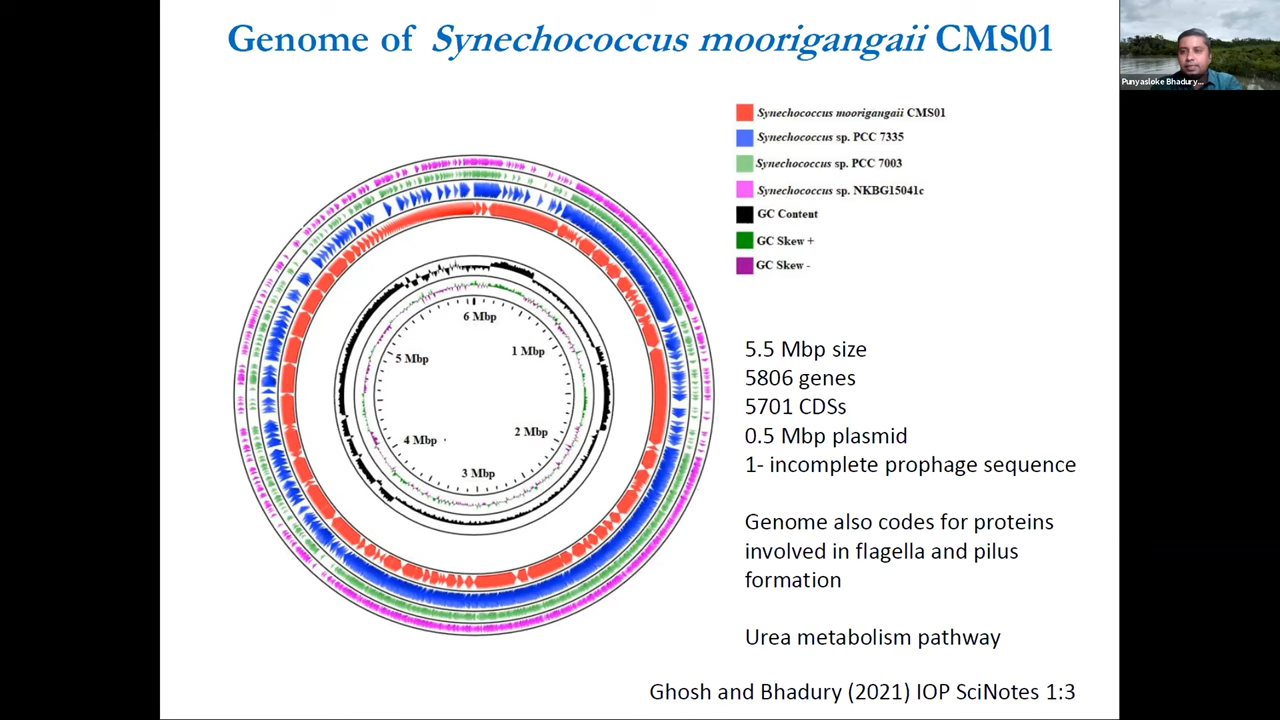 Genome of Synechococcus moorigangaii CMS01
Punyasloke Bhadury...
Synechococcus moorigangaii CMS01
Synechococcus sp. PCC 7335
Synechococcus sp. PCC 7003
Synechococcus sp. NKBG15041c
GC Content
GC Skew +
GC Skew -
6 Mbp
1 Mbp
5 Mbp
2 Mbp
4 Mbp
3 Mbp
5.5 Mbp size
5806 genes
5701 CDSs
0.5 Mbp plasmid
1- incomplete prophage sequence
Genome also codes for proteins
involved in flagella and pilus
formation
Urea metabolism pathway
Ghosh and Bhadury (2021) IOP SciNotes 1:3